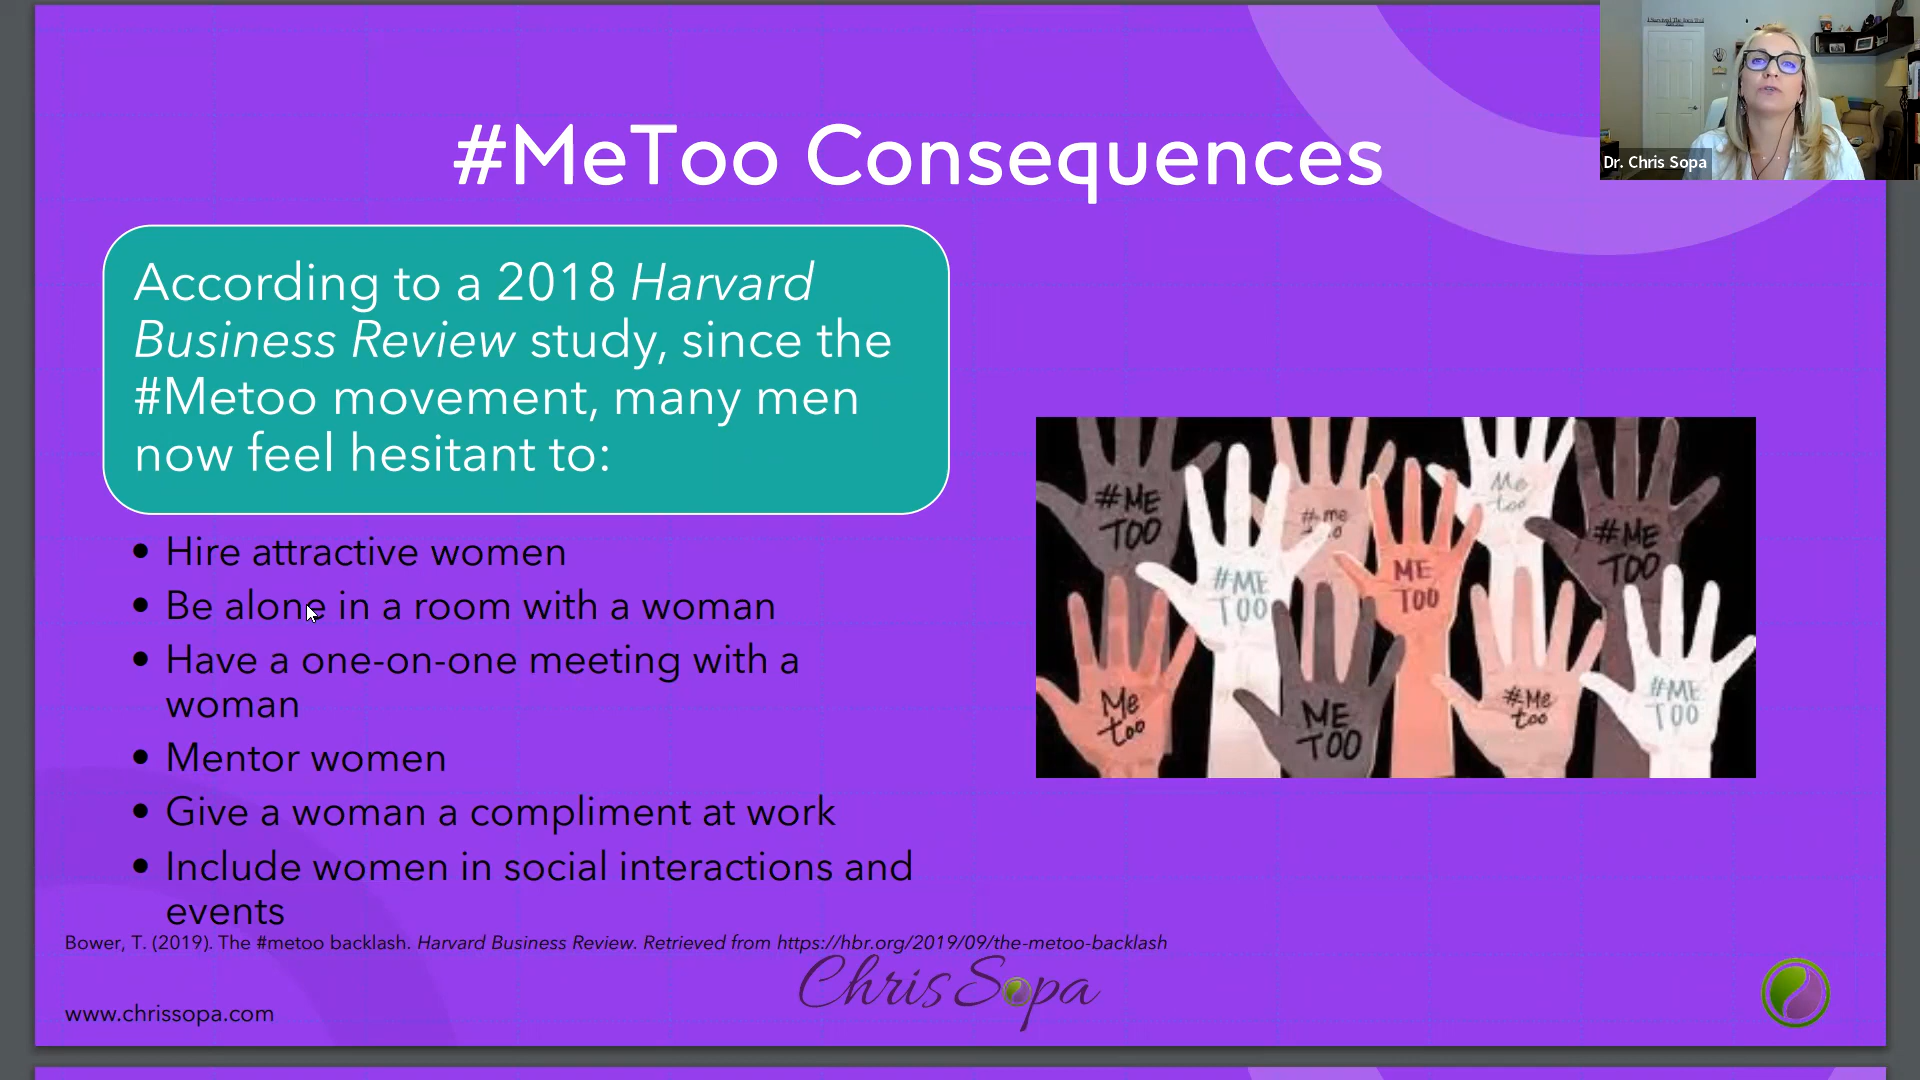 #MeToo Consequences
Dr. Chris Sopa
According to a 2018 Harvard
Business Review study, since the
#Metoo movement, many men
now feel hesitant to:
• Hire attractive women
• Be alone in a room with a woman
• Have a one-on-one meeting with a
woman
• Mentor women
• Give a woman a compliment at work
• Include women in social interactions and
events
#ME
TOO
#me
Me
too
#ME
TOO
#ME
TOO
ME
TOO
Me
too
ME
TOO
#Me
too
#ME
TOO
Bower, T. (2019). The #metoo backlash. Harvard Business Review. Retrieved from https://hbr.org/2019/09/the-metoo-backlash
Chris Sopa
www.chrissopa.com